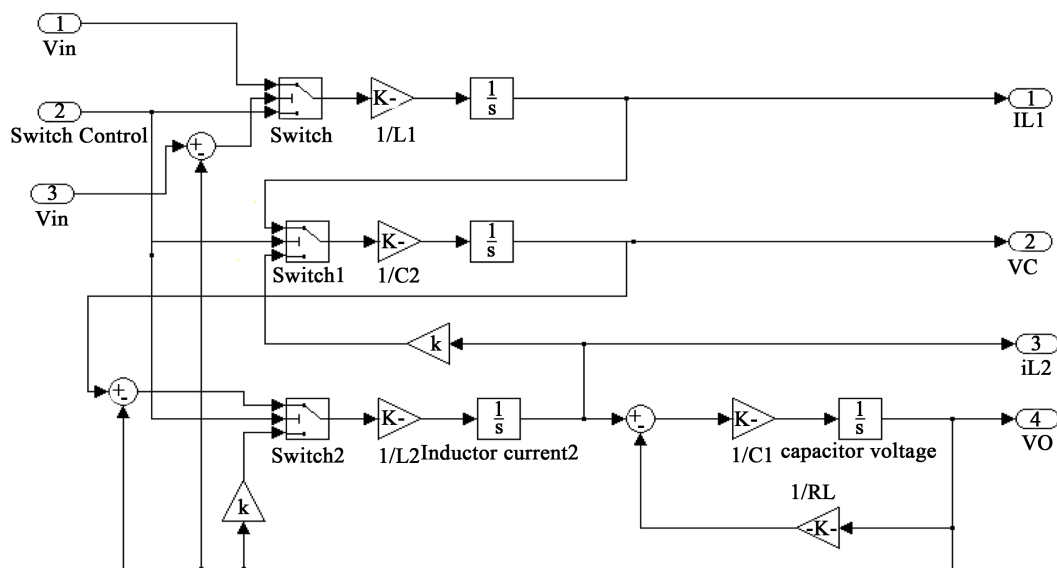 1
Vin
2
Switch Control
3
Vin
+
-
Switch
K-
1/L1
1
s
1
IL1
Switch1
K-
1/C2
1
s
2
VC
k
3
iL2
+
-
Switch2
K-
1/L2
1
s
Inductor current2
+
-
K-
1/C1
1
s
capacitor voltage
4
VO
k
1/RL
-K-